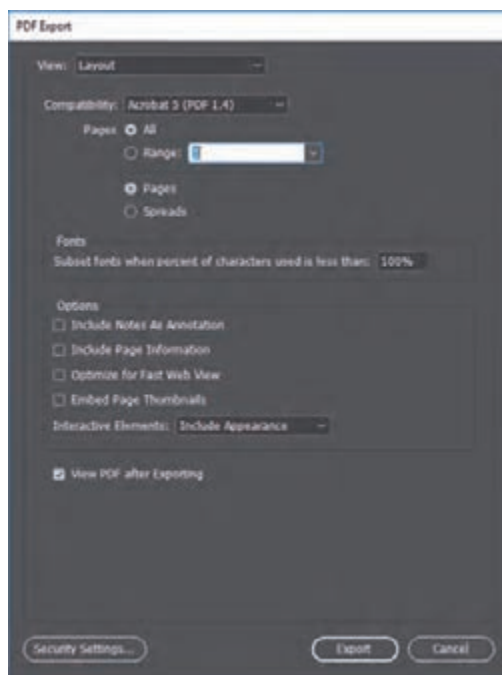 PDF Export
View: Layout
Compatibility: Acrobat 5 (PDF 1.4)
Pages All
Range:
Pages
Spreads
Fonts
Subset fonts when percent of characters used is less than: 100%
Options
Include Notes As Annotation
Include Page Information
Optimize for Fast Web View
Embed Page Thumbnails
Interactive Elements: Include Appearance
View PDF after Exporting
Security Settings... Export Cancel